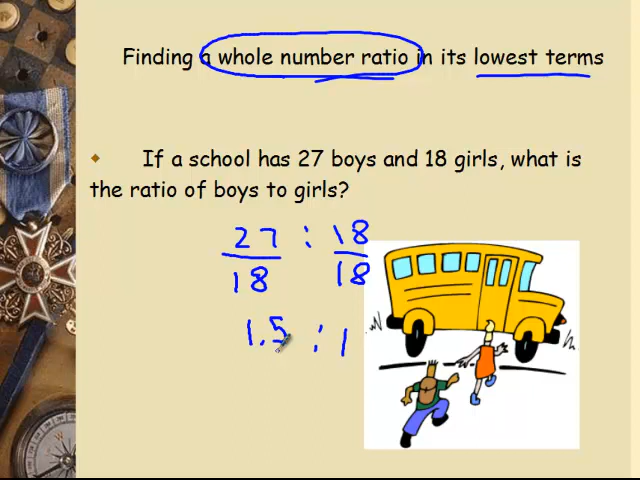 Finding a whole number ratio in its lowest terms
If a school has 27 boys and 18 girls, what is
the ratio of boys to girls?
27 : 18
18 18
1.5 : 1